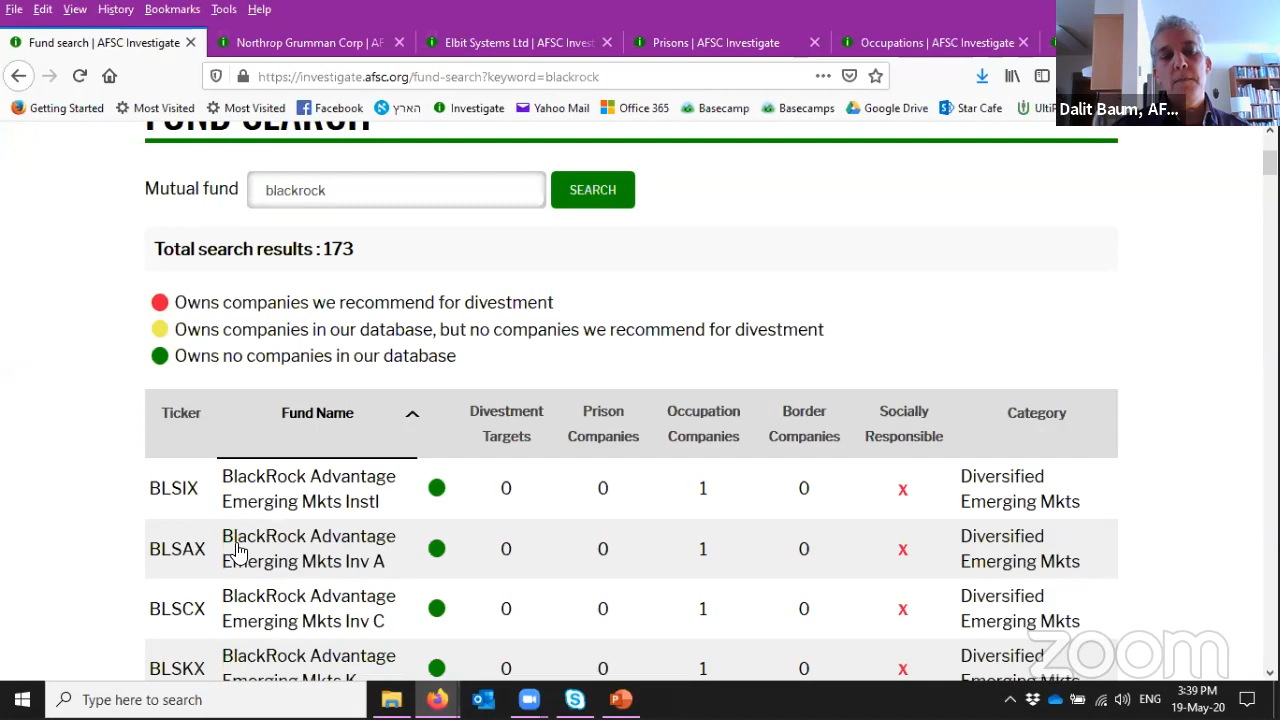 File Edit View History Bookmarks Tools Help
Fund search | AFSC Investigate
Northrop Grumman Corp | AF
Elbit Systems Ltd | AFSC Invest
Prisons | AFSC Investigate
Occupations | AFSC Investigate
https://investigate.afsc.org/fund-search?keyword=blackrock
Getting Started Most Visited Most Visited Facebook הארץ Investigate Yahoo Mail Office 365 Basecamp Basecamps Google Drive Star Cafe UltiP
Dalit Baum, AF...
FUND SEARCH
Mutual fund blackrock SEARCH
Total search results : 173
Owns companies we recommend for divestment
Owns companies in our database, but no companies we recommend for divestment
Owns no companies in our database
Ticker Fund Name Divestment Targets Prison Companies Occupation Companies Border Companies Socially Responsible Category
BLSIX BlackRock Advantage Emerging Mkts Instl 0 0 1 0 x Diversified Emerging Mkts
BLSAX BlackRock Advantage Emerging Mkts Inv A 0 0 1 0 x Diversified Emerging Mkts
BLSCX BlackRock Advantage Emerging Mkts Inv C 0 0 1 0 x Diversified Emerging Mkts
BLSKX BlackRock Advantage Emerging Mkts K 0 0 1 0 x Diversified Emerging Mkts
zoom
Type here to search
ENG
3:39 PM
19-May-20